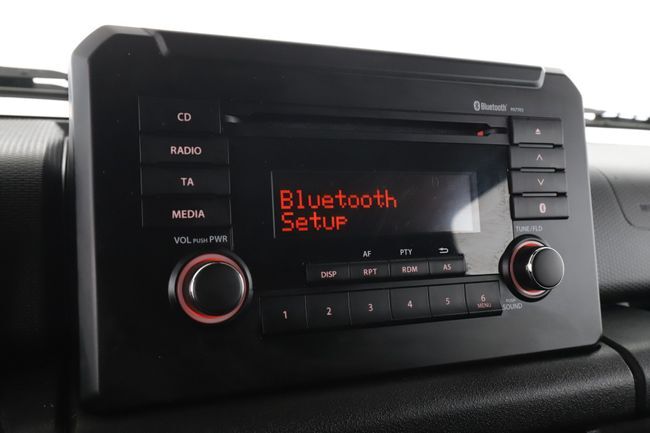 Bluetooth
CD
RADIO
TA
MEDIA
Bluetooth
Setup
VOL PUSH PWR
TUNE/FLD
AF
PTY
DISP
RPT
RDM
AS
1
2
3
4
5
6
MENU
PUSH
SOUND